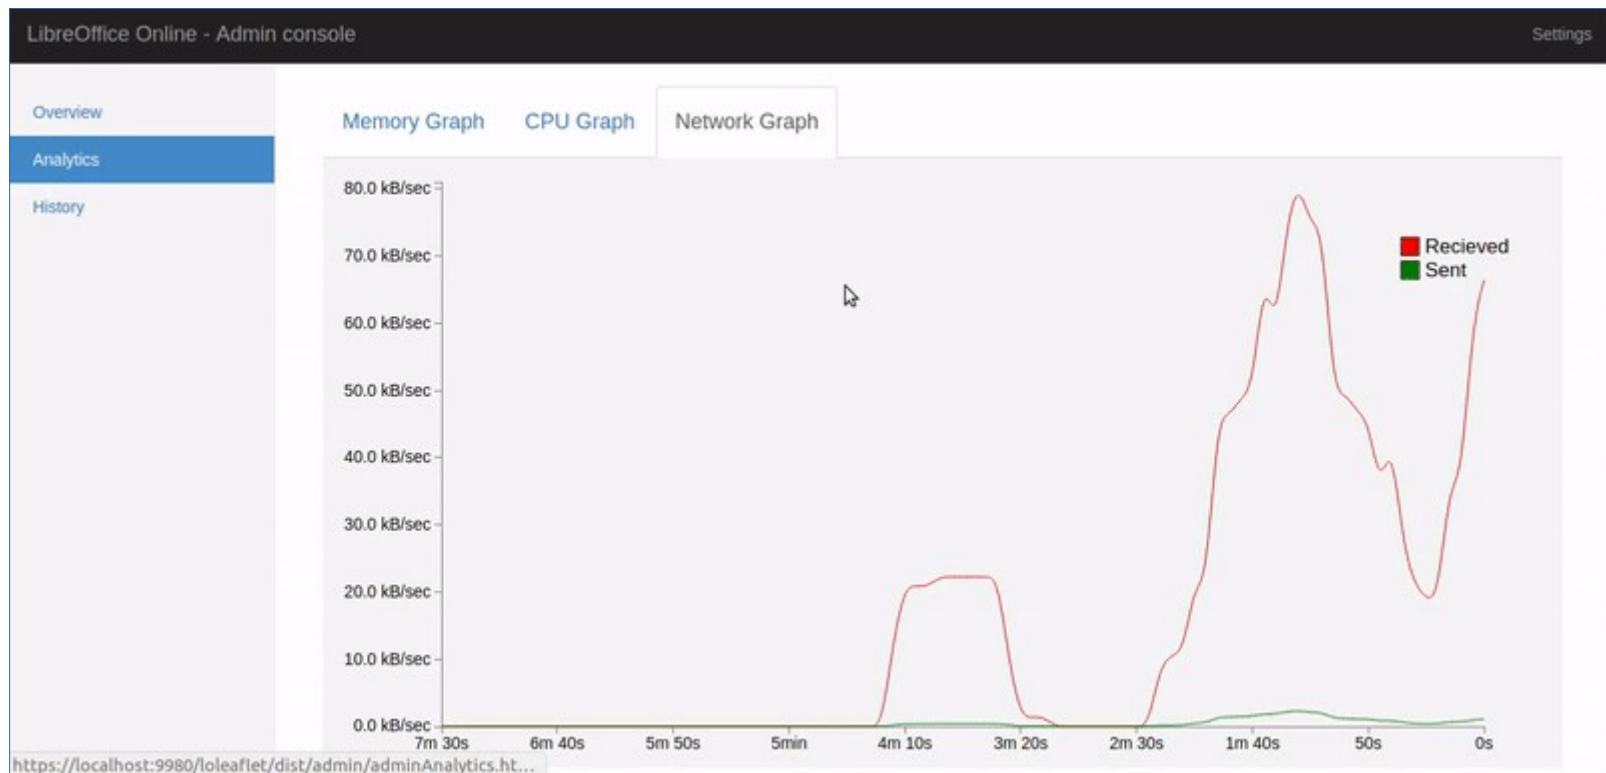 LibreOffice Online - Admin console
Settings
Overview
Analytics
History
Memory Graph
CPU Graph
Network Graph
80.0 kB/sec
70.0 kB/sec
60.0 kB/sec
50.0 kB/sec
40.0 kB/sec
30.0 kB/sec
20.0 kB/sec
10.0 kB/sec
0.0 kB/sec
Recieved
Sent
7m 30s 6m 40s 5m 50s 5min 4m 10s 3m 20s 2m 30s 1m 40s 50s 0s
https://localhost:9980/loleaflet/dist/admin/adminAnalytics.ht...